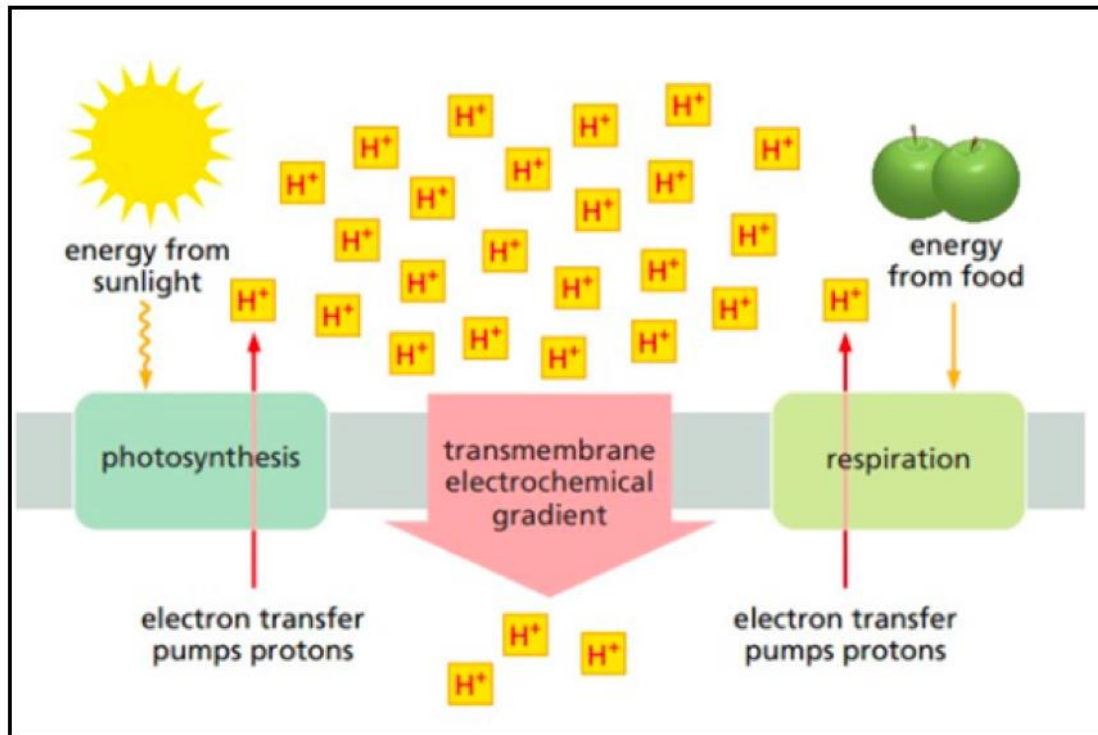 H+
H+
H+
H+
H+
H+
H+
H+
H+
H+
H+
H+
H+
H+
energy from
sunlight
energy
from food
H+
H+
H+
H+
H+
H+
H+
H+
H+
H+
H+
photosynthesis
transmembrane
electrochemical
gradient
respiration
electron transfer
pumps protons
H+
H+
H+
electron transfer
pumps protons